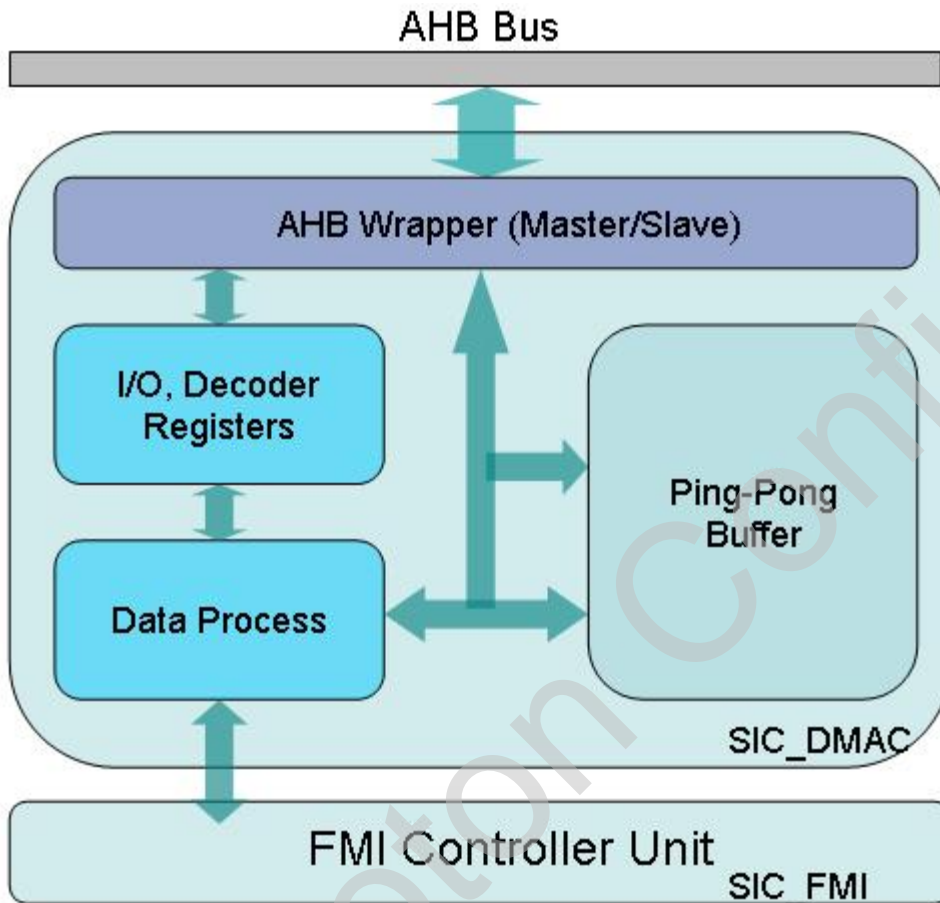 AHB Bus
AHB Wrapper (Master/Slave)
I/O, Decoder
Registers
Ping-Pong
Buffer
Data Process
SIC_DMAC
FMI Controller Unit
SIC_FMI